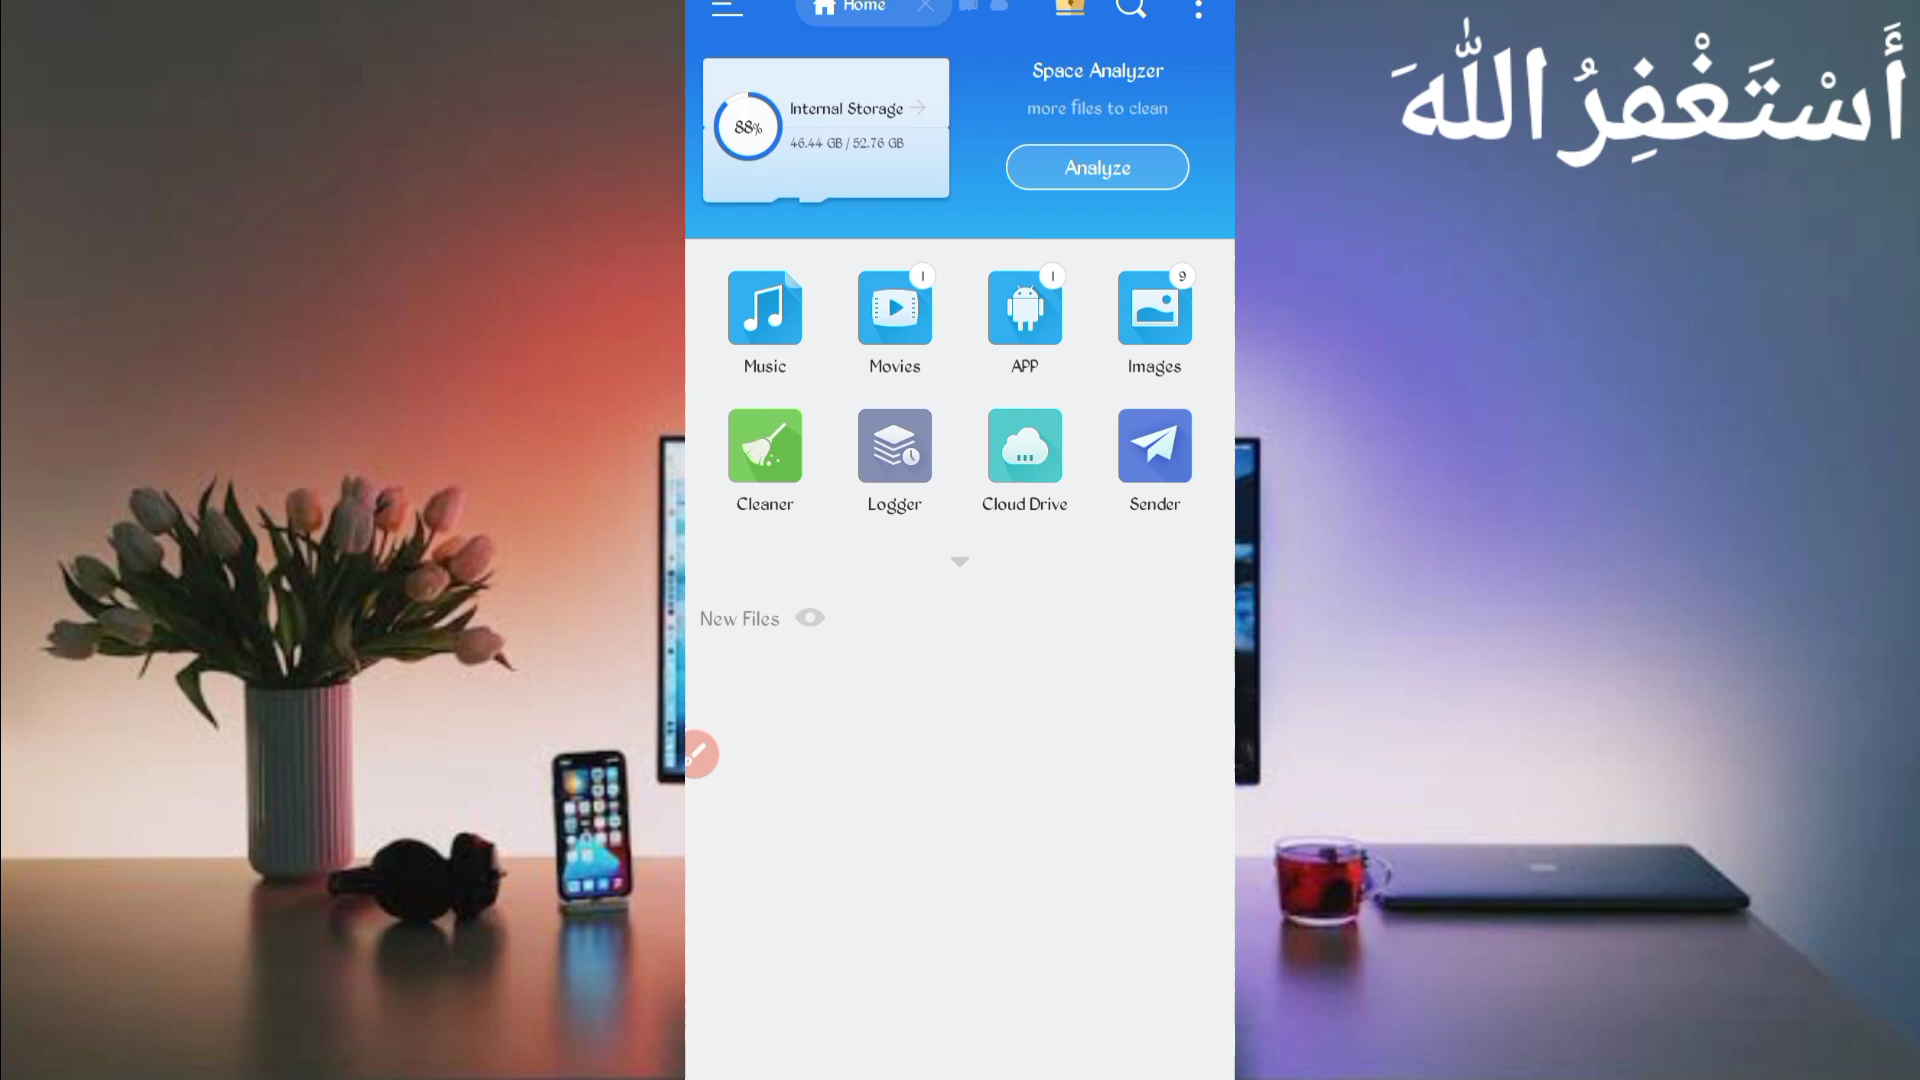 Home
أَسْتَغْفِرُ اللّٰهَ
Space Analyzer
88%
Internal Storage
more files to clean
46.44 GB / 52.76 GB
Analyze
1
1
9
Music
Movies
APP
Images
Cleaner
Logger
Cloud Drive
Sender
New Files